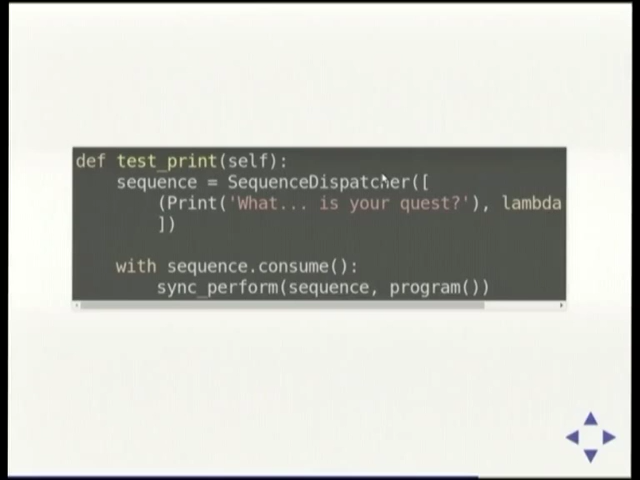 def test_print(self):
sequence = SequenceDispatcher([
(Print('What... is your quest?'), lambda
])
with sequence.consume():
sync_perform(sequence, program())